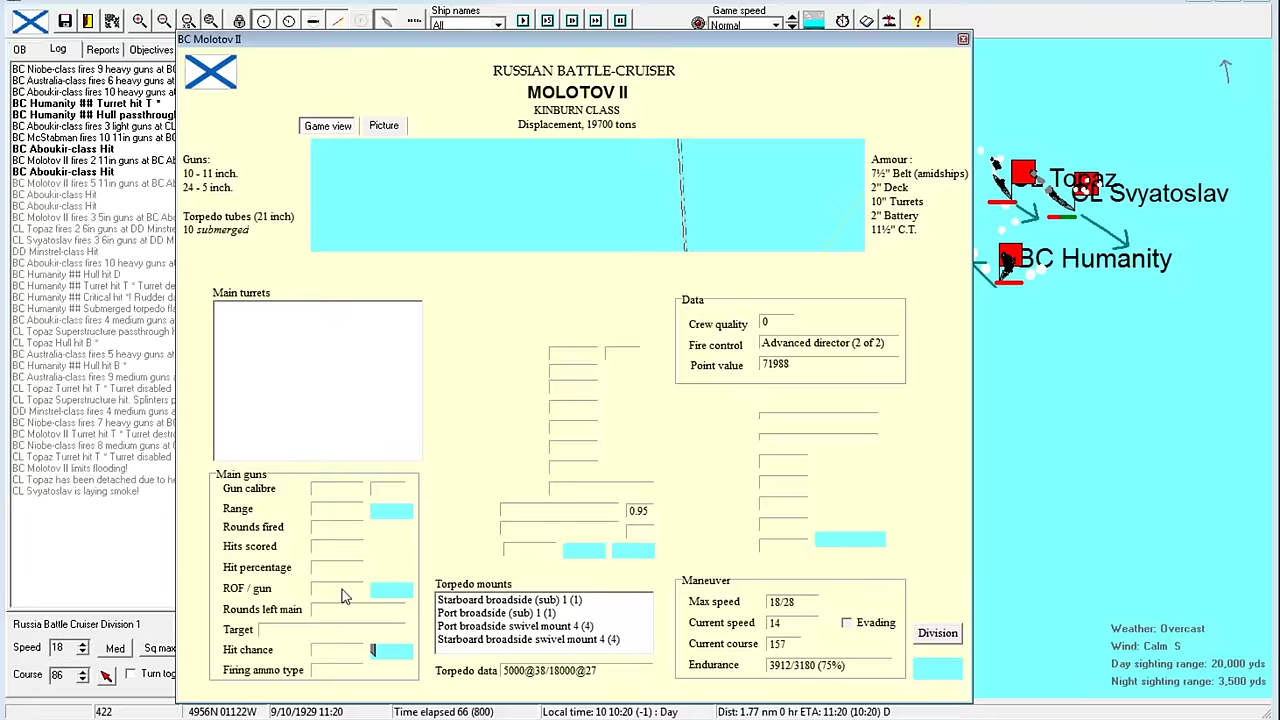 Ship names
Game speed
All
Normal
BC Molotov II
OB
Log
Reports
Objectives
BC Niobe-class fires 9 heavy guns at BC
BC Australia-class fires 6 heavy guns at
BC Aboukir-class fires 10 heavy guns at
BC Humanity ## Turret hit T *
BC Humanity ## Hull passthroug
BC Aboukir-class fires 3 light guns at CL
BC McStabman fires 10 11in guns at BC
BC Aboukir-class Hit
BC Molotov II fires 2 11in guns at BC Ab
BC Aboukir-class Hit
BC Molotov II fires 5 11in guns at BC
BC Aboukir-class Hit
BC Aboukir-class Hit
BC Molotov II fires 3 5in guns at BC
CL Topaz fires 2 6in guns at DD Mins
CL Svyatoslav fires 3 6in guns at DD M
DD Minstrel-class Hit
BC Aboukir-class fires 10 heavy guns at
BC Humanity ## Hull hit D
BC Humanity ## Turret hit T * Turret de
BC Humanity ## Critical hit *! Rudder da
BC Humanity ## Submerged torpedo fla
BC Aboukir-class fires 4 medium guns at
CL Topaz Superstructure passthrough h
CL Topaz Hull hit B *
BC Australia-class fires 5 heavy guns at
BC Humanity ## Hull hit B *
BC Australia-class fires 9 medium guns at
CL Topaz Turret hit T * Turret disabled
CL Topaz Superstructure hit. Splinters p
DD Minstrel-class fires 4 medium guns at
BC Niobe-class fires 7 heavy guns at BC
BC Molotov II Turret hit T * Turret destro
BC Niobe-class fires 8 medium guns at
CL Topaz Turret hit T * Turret disabled
BC Molotov II limits flooding!
CL Topaz has been detached due to he
CL Svyatoslav is laying smoke!
RUSSIAN BATTLE-CRUISER
MOLOTOV II
KINBURN CLASS
Displacement, 19700 tons
Game view
Picture
Guns:
10 - 11 inch.
24 - 5 inch.
Torpedo tubes (21 inch)
10 submerged
Armour :
7½" Belt (amidships)
2" Deck
10" Turrets
2" Battery
11½" C.T.
Main turrets
Data
Crew quality 0
Fire control Advanced director (2 of 2)
Point value 71988
Main guns
Gun calibre
Range
Rounds fired
Hits scored
Hit percentage
ROF / gun
Rounds left main
Target
Hit chance
Firing ammo type
0.95
Torpedo mounts
Starboard broadside (sub) 1 (1)
Port broadside (sub) 1 (1)
Port broadside swivel mount 4 (4)
Starboard broadside swivel mount 4 (4)
Torpedo data 5000@38/18000@27
Maneuver
Max speed 18/28
Current speed 14
Evading
Current course 157
Endurance 3912/3180 (75%)
Division
CL Topaz
CL Svyatoslav
BC Humanity
Weather: Overcast
Wind: Calm S
Day sighting range: 20,000 yds
Night sighting range: 3,500 yds
Russia Battle Cruiser Division 1
Speed 18 Med Sq max
Course 86 Turn tog
422
4956N 01122W
9/10/1929 11:20
Time elapsed 66 (800)
Local time: 10 10:20 (-1) : Day
Dist: 1.77 nm 0 hr ETA: 11:20 (10:20) D